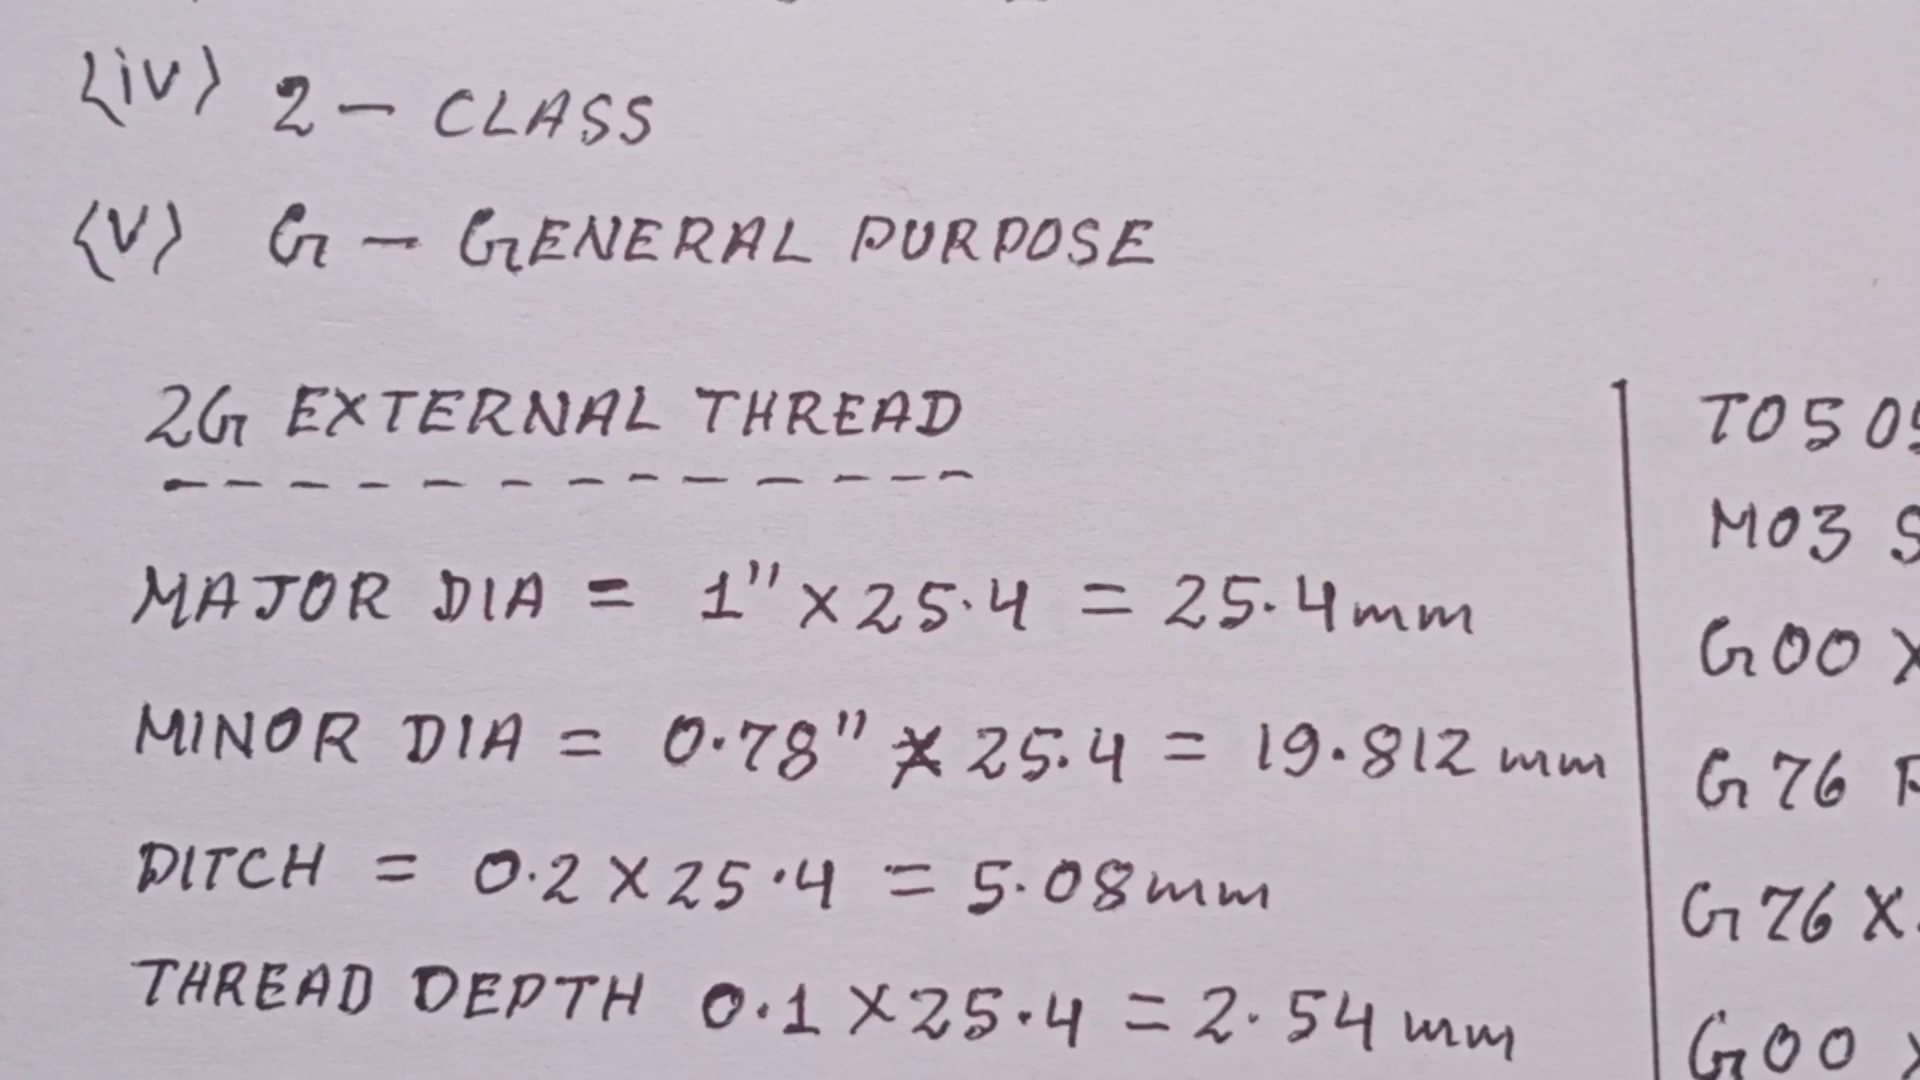 <iv> 2 - CLASS
<v> G - GENERAL PURPOSE
2G EXTERNAL THREAD
MAJOR DIA = 1" X 25.4 = 25.4mm
MINOR DIA = 0.78" X 25.4 = 19.812 mm
PITCH = 0.2 X 25.4 = 5.08mm
THREAD DEPTH 0.1 X 25.4 = 2.54 mm
T0505
M03 S
G00 X
G76 P
G76 X
G00 X